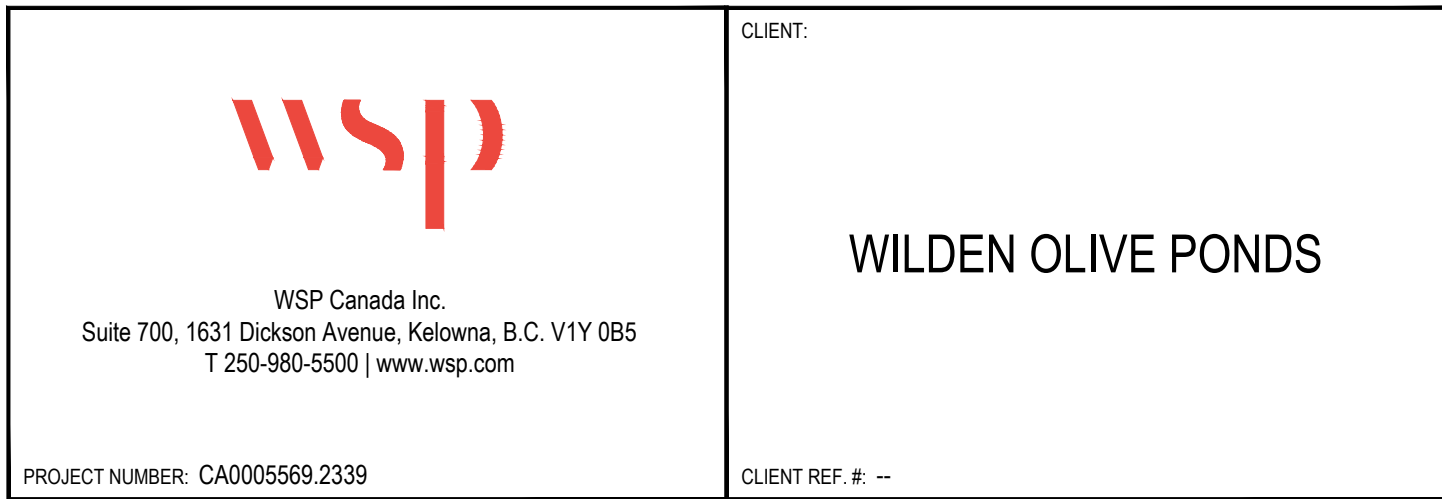 wsp
WSP Canada Inc.
Suite 700, 1631 Dickson Avenue, Kelowna, B.C. V1Y 0B5
T 250-980-5500 | www.wsp.com
PROJECT NUMBER: CA0005569.2339
CLIENT:
WILDEN OLIVE PONDS
CLIENT REF. #: --